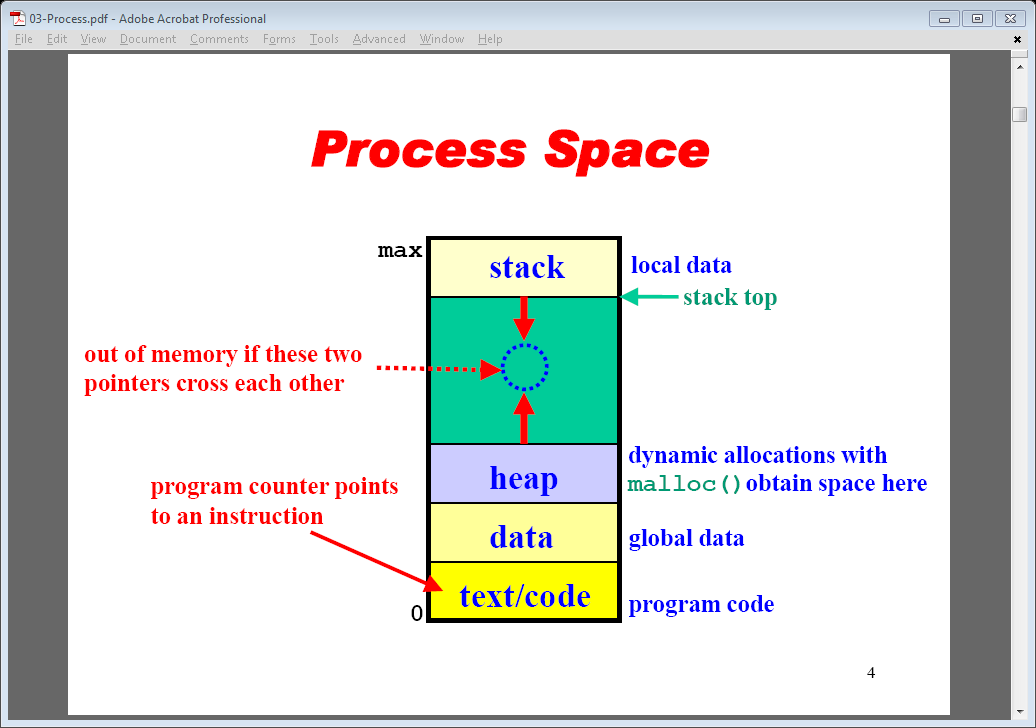 03-Process.pdf - Adobe Acrobat Professional
File Edit View Document Comments Forms Tools Advanced Window Help
Process Space
max
stack
local data
stack top
out of memory if these two
pointers cross each other
dynamic allocations with
heap
malloc() obtain space here
program counter points
to an instruction
data
global data
text/code
program code
0
4